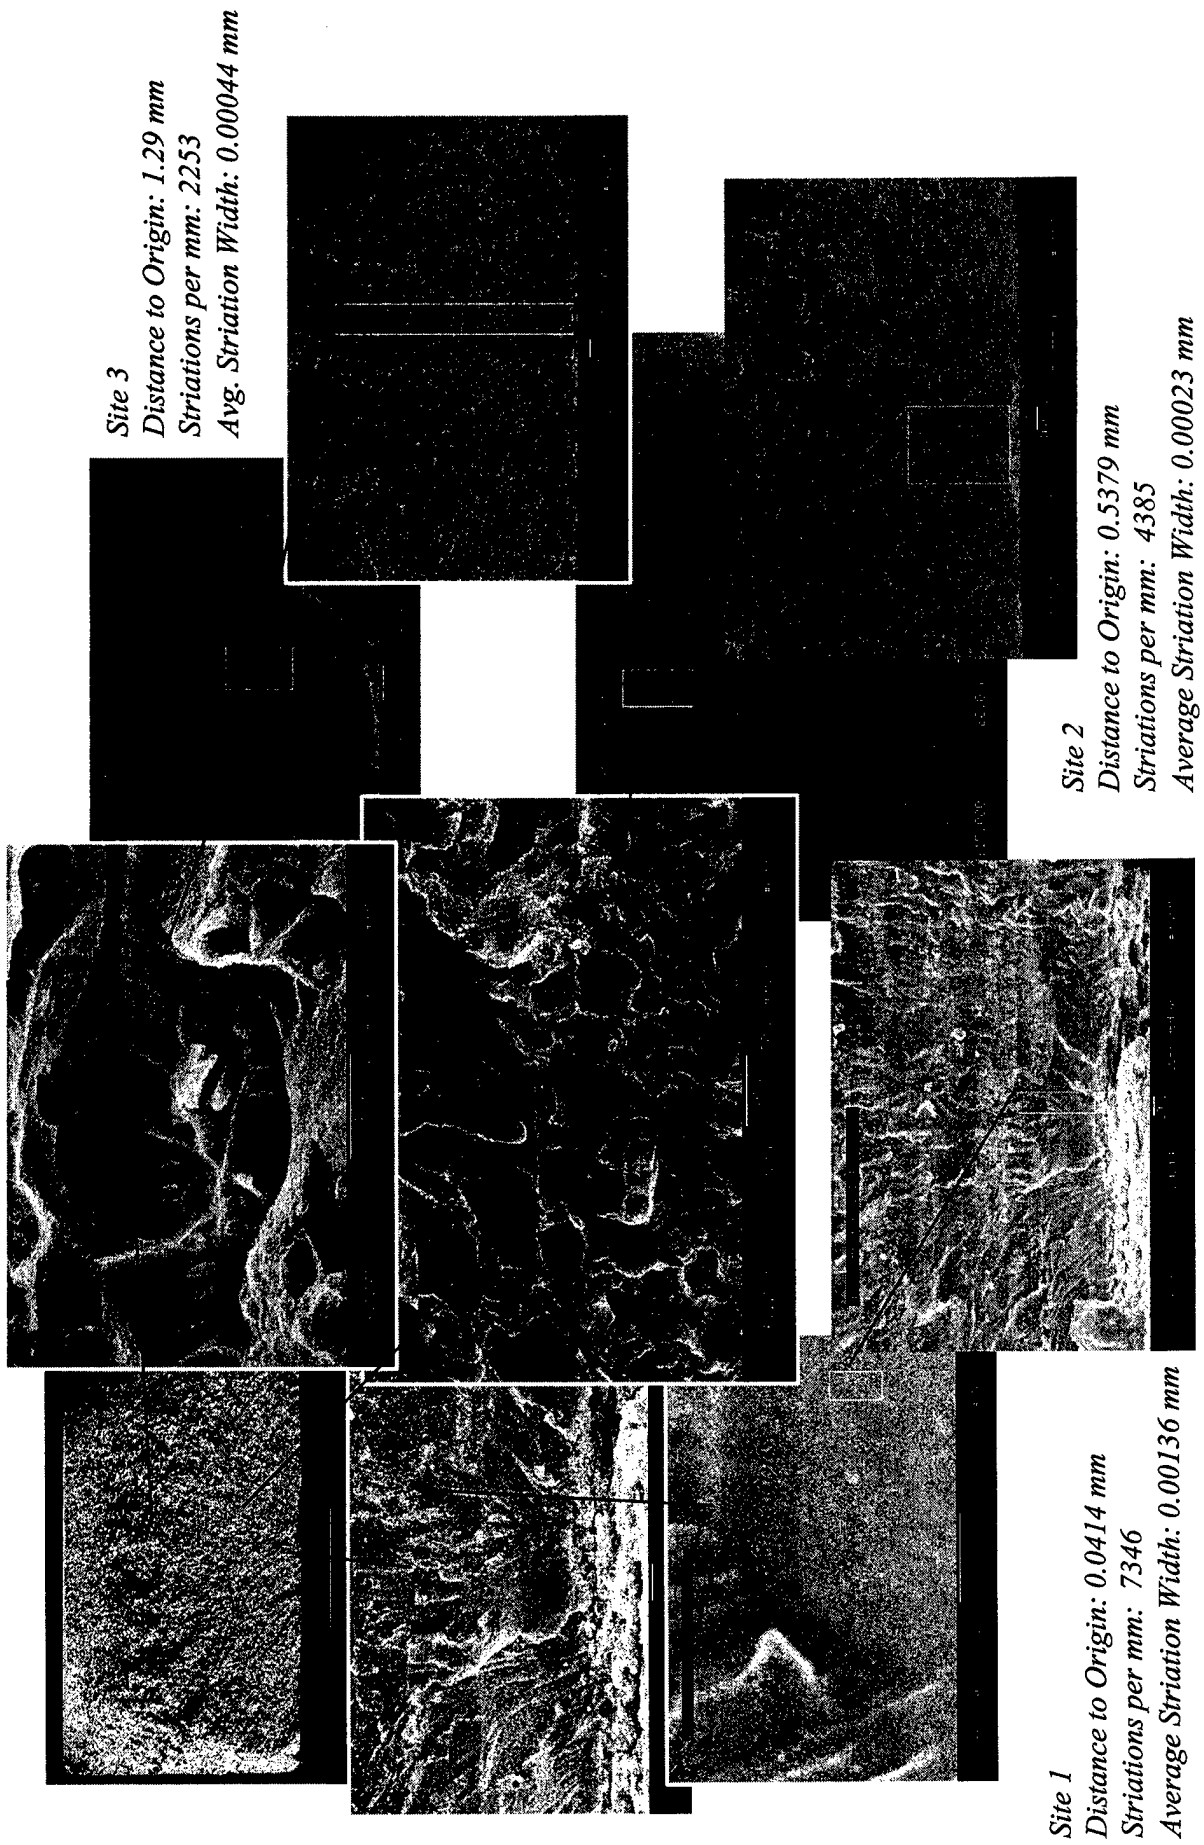 Site 3
Distance to Origin: 1.29 mm
Striations per mm: 2253
Avg. Striation Width: 0.00044 mm
Site 2
Distance to Origin: 0.5379 mm
Striations per mm: 4385
Average Striation Width: 0.00023 mm
Site 1
Distance to Origin: 0.0414 mm
Striations per mm: 7346
Average Striation Width: 0.00136 mm